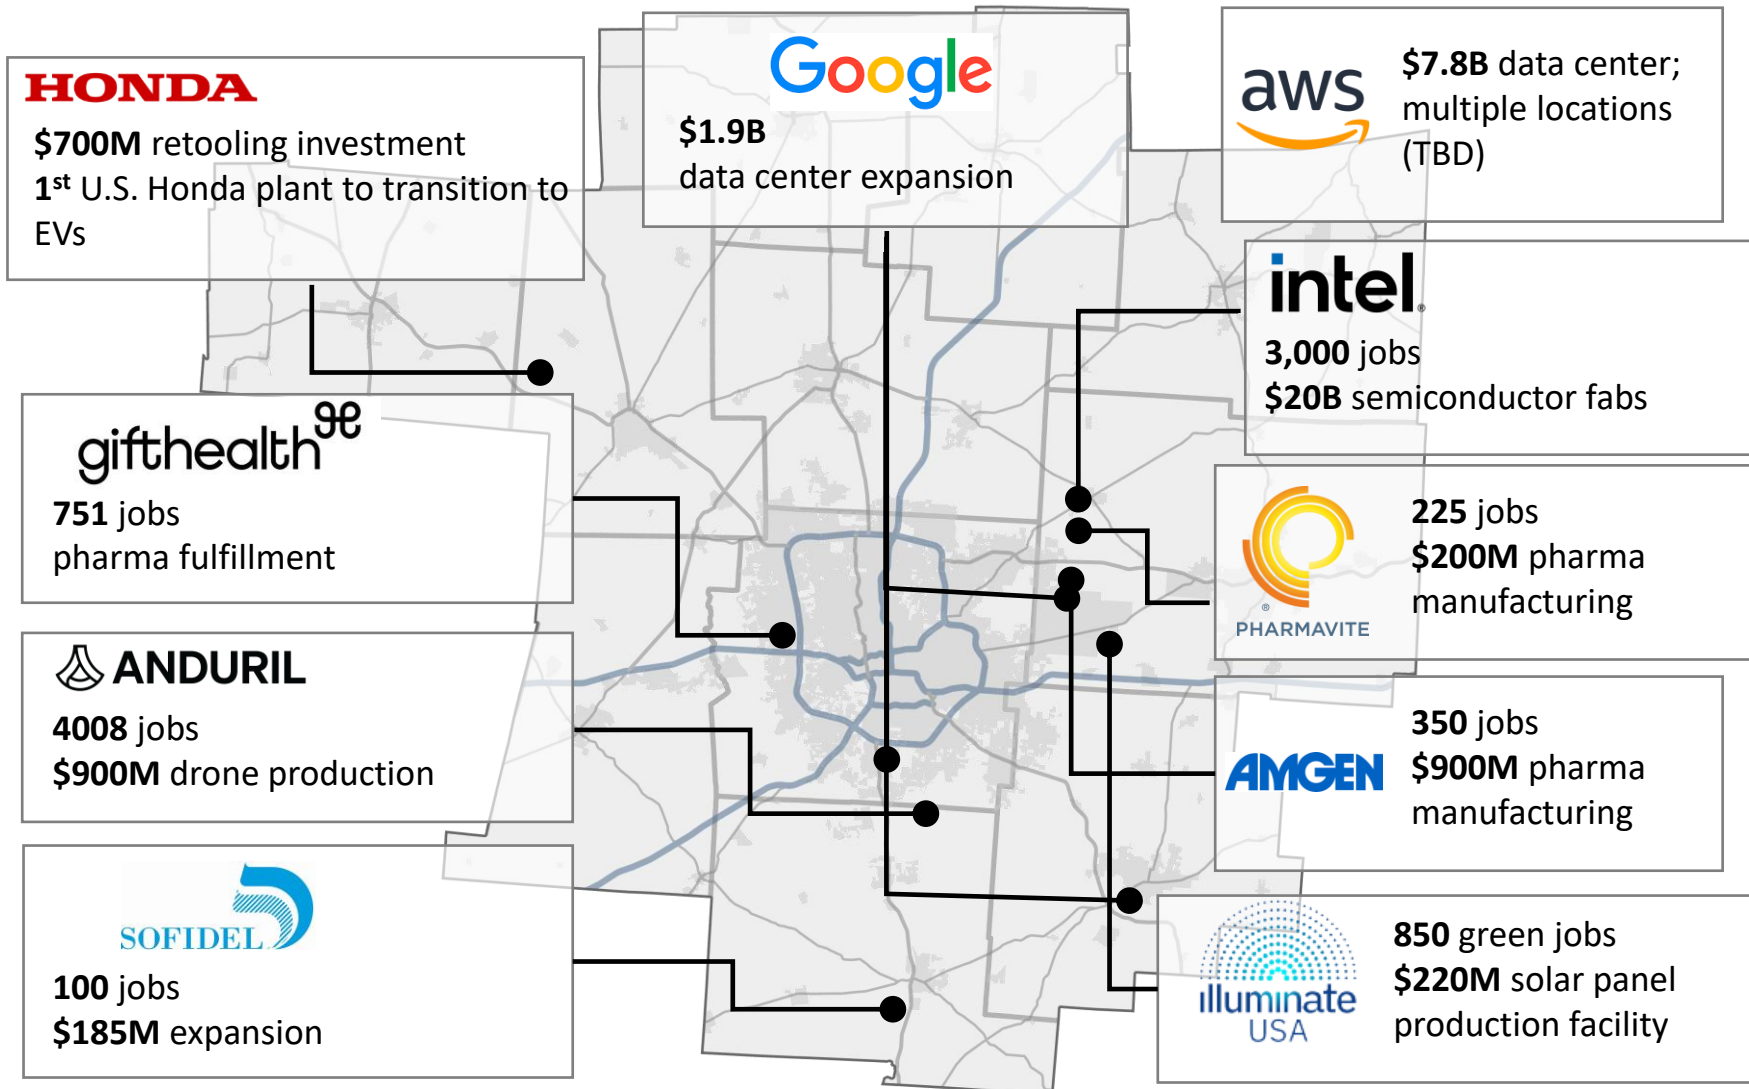 HONDA
$700M retooling investment
1st U.S. Honda plant to transition to
EVs
Google
$1.9B
data center expansion
aws
$7.8B data center;
multiple locations
(TBD)
intel®
3,000 jobs
$20B semiconductor fabs
gifthealth
751 jobs
pharma fulfillment
®
PHARMAVITE
225 jobs
$200M pharma
manufacturing
ANDURIL
4008 jobs
$900M drone production
AMGEN
350 jobs
$900M pharma
manufacturing
SOFIDEL
100 jobs
$185M expansion
illuminate
USA
850 green jobs
$220M solar panel
production facility